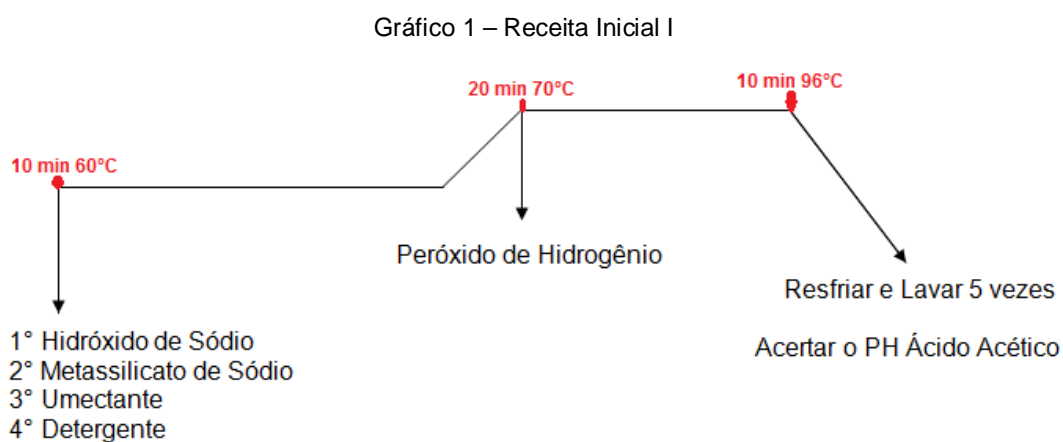 Gráfico 1 – Receita Inicial I
10 min 60°C
20 min 70°C
10 min 96°C
1° Hidróxido de Sódio
2° Metassilicato de Sódio
3° Umectante
4° Detergente
Peróxido de Hidrogênio
Resfriar e Lavar 5 vezes
Acertar o PH Ácido Acético